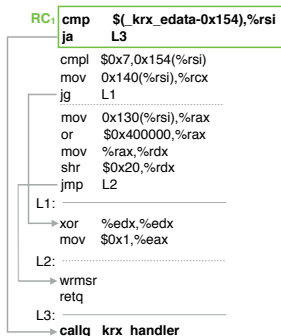 RC1 cmp $(_krx_edata-0x154),%rsi
ja L3
cmpl $0x7,0x154(%rsi)
mov 0x140(%rsi),%rcx
jg L1
mov 0x130(%rsi),%rax
or $0x400000,%rax
mov %rax,%rdx
shr $0x20,%rdx
jmp L2
L1:
xor %edx,%edx
mov $0x1,%eax
L2:
wrmsr
retq
L3:
callq krx_handler